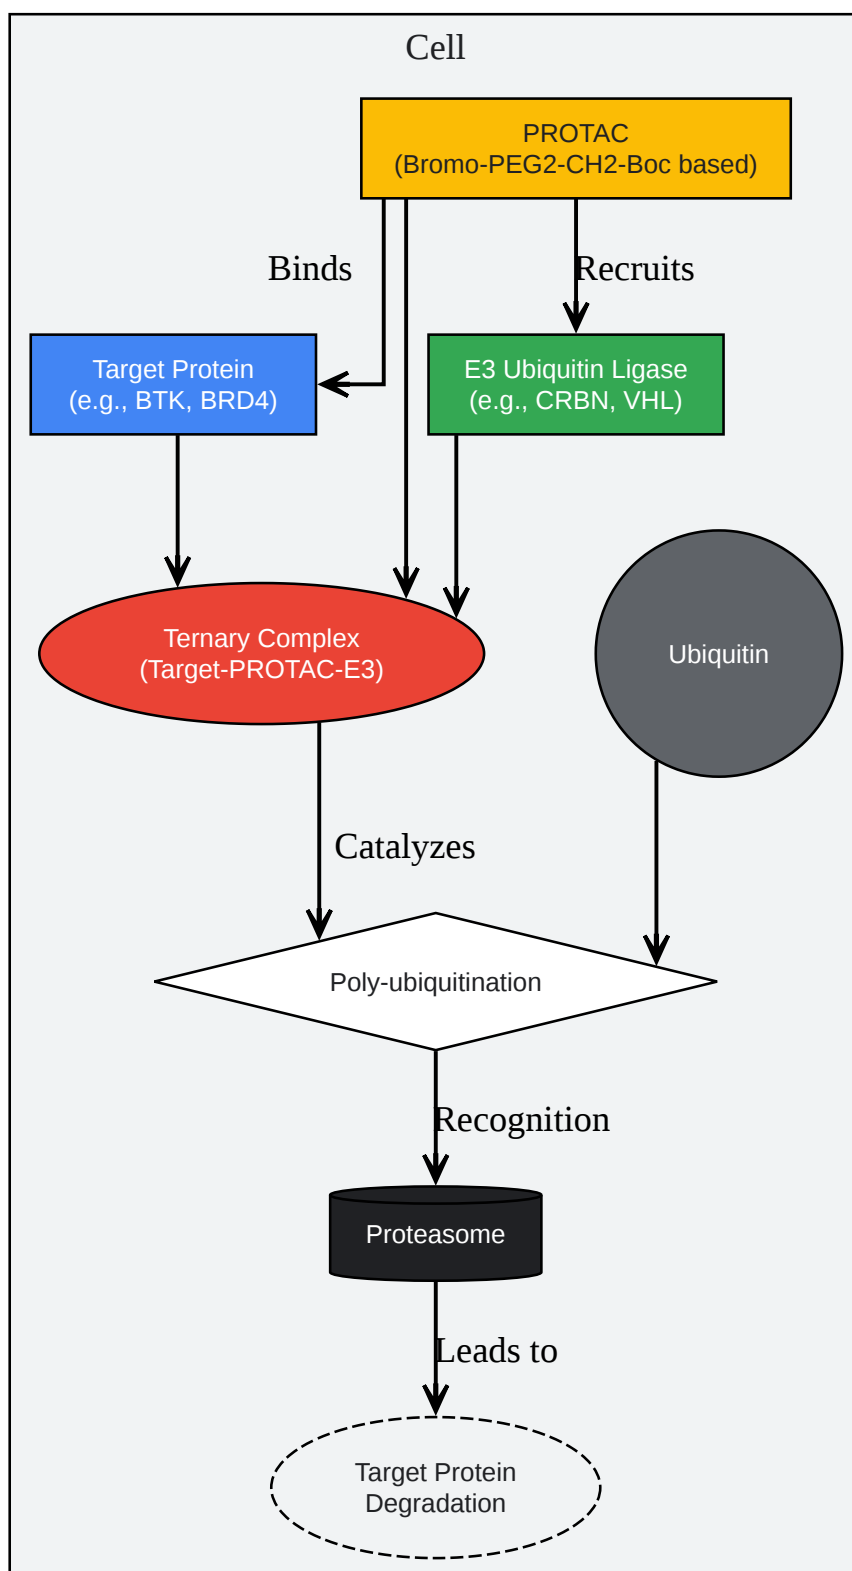 Cell
PROTAC
(Bromo-PEG2-CH2-Boc based)
Binds
Recruits
Target Protein
(e.g., BTK, BRD4)
E3 Ubiquitin Ligase
(e.g., CRBN, VHL)
Ternary Complex
(Target-PROTAC-E3)
Ubiquitin
Catalyzes
Poly-ubiquitination
Recognition
Proteasome
Leads to
Target Protein
Degradation